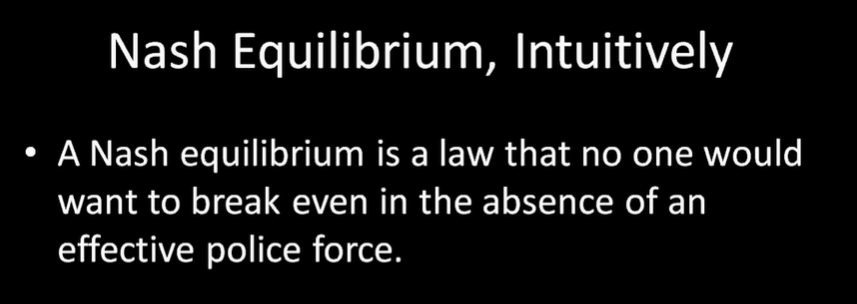 Nash Equilibrium, Intuitively
• A Nash equilibrium is a law that no one would
want to break even in the absence of an
effective police force.